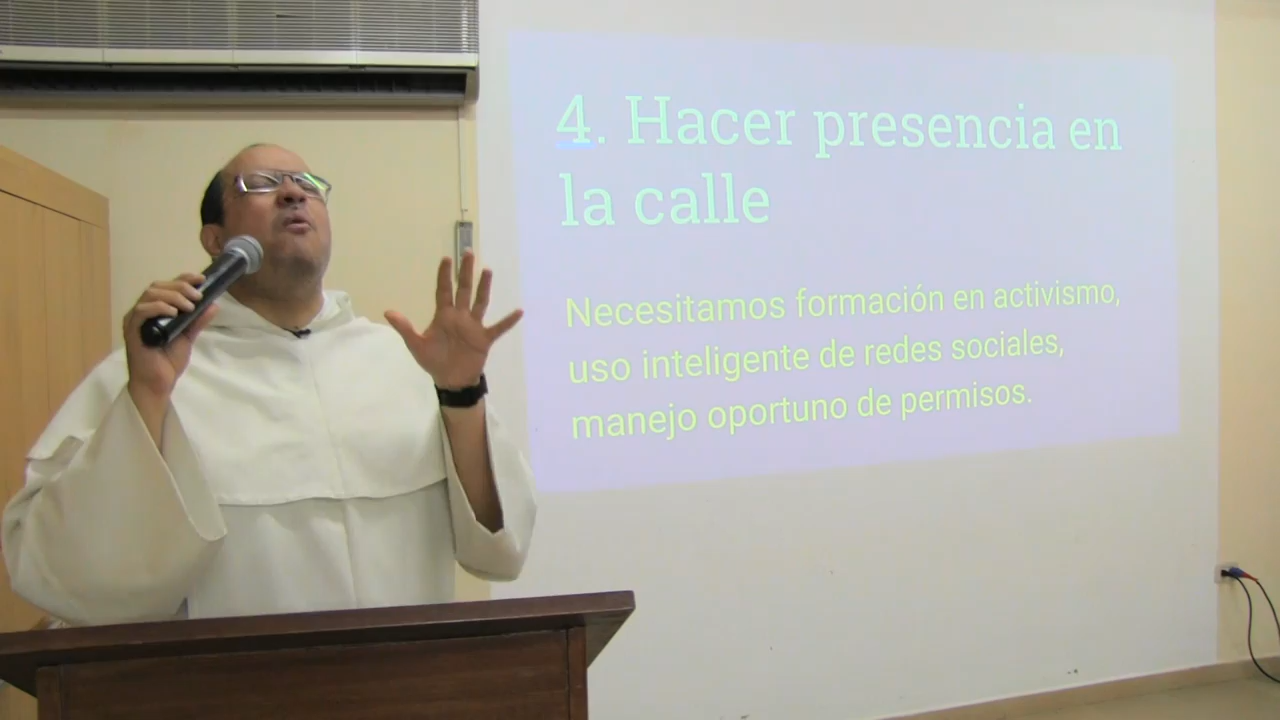 4. Hacer presencia en
la calle
Necesitamos formación en activismo,
uso inteligente de redes sociales,
manejo oportuno de permisos.